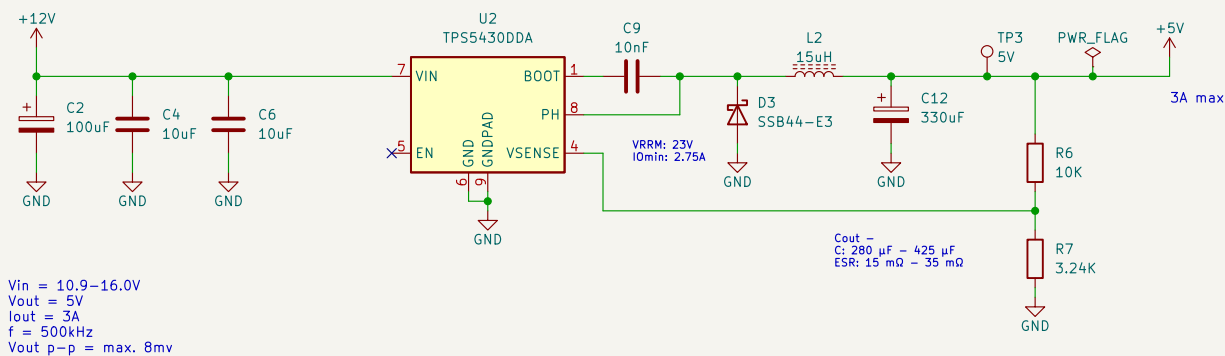 +12V
U2
TPS5430DDA
C9
10nF
L2
15uH
TP3
5V
PWR_FLAG
+5V
3A max
7
VIN
BOOT
1
PH
8
5
EN
GND
GNDPAD
VSENSE
4
6
9
GND
+
C2
100uF
GND
C4
10uF
GND
C6
10uF
GND
D3
SSB44-E3
VRRM: 23V
IOmin: 2.75A
GND
+
C12
330uF
GND
R6
10K
R7
3.24K
GND
Cout -
C: 280 µF - 425 µF
ESR: 15 mΩ - 35 mΩ
Vin = 10.9-16.0V
Vout = 5V
Iout = 3A
f = 500kHz
Vout p-p = max. 8mv